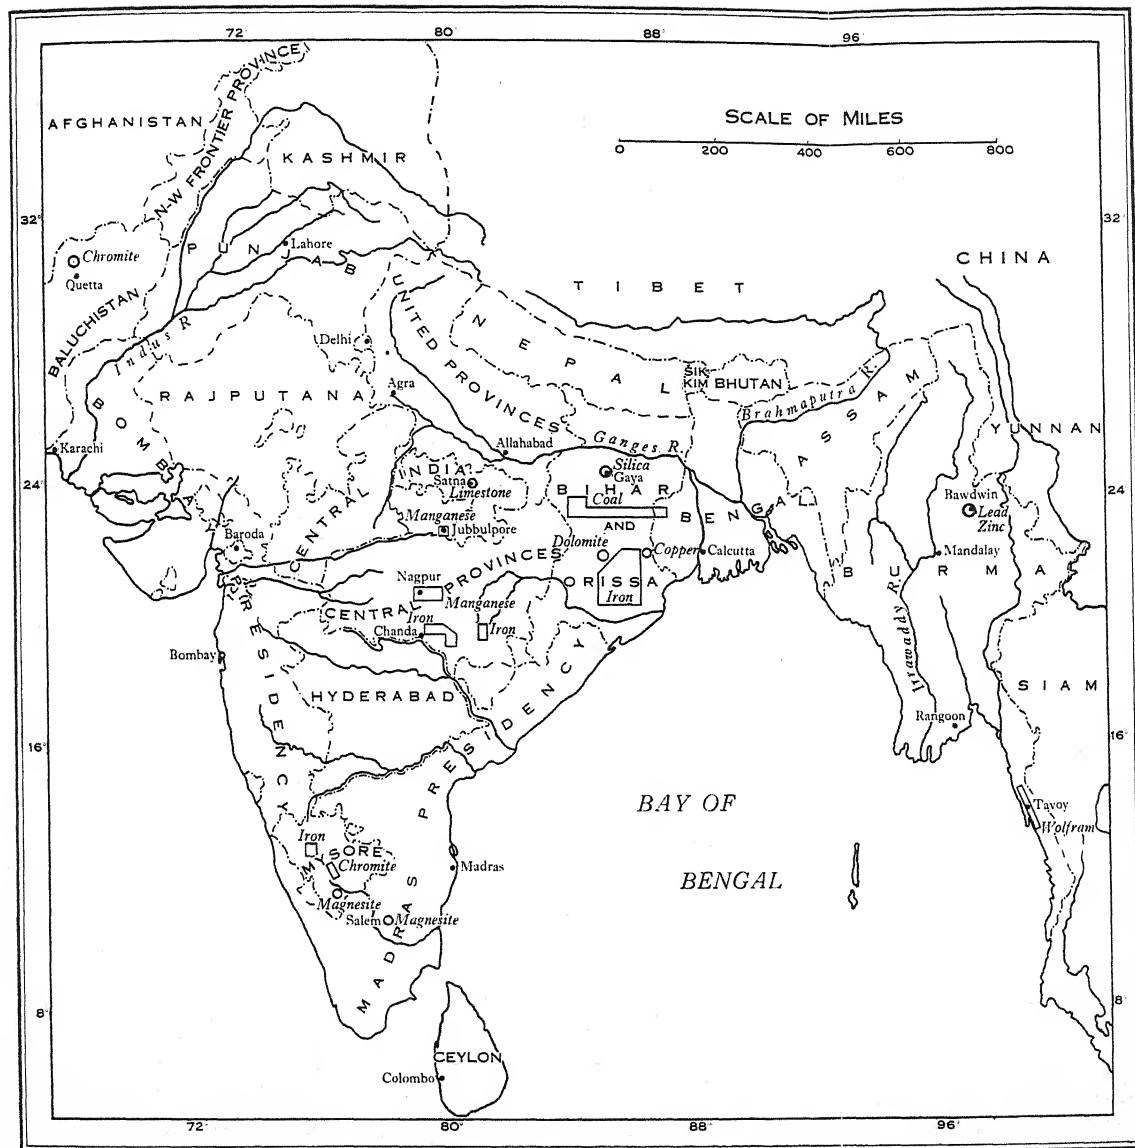 72°
80°
88°
96°
SCALE OF MILES
0 200 400 600 800
AFGHANISTAN
N-W FRONTIER PROVINCE
KASHMIR
32°
32°
PUNJAB
Lahore
Chromite
Quetta
CHINA
TIBET
BALUCHISTAN
Indus R
Delhi
UNITED PROVINCES
NEPAL
SIK
KIM
BHUTAN
Brahmaputra R.
ASSAM
RAJPUTANA
Agra
BOMBAY
Karachi
YUNNAN
Allahabad
Ganges R.
CENTRAL INDIA
Satna
Limestone
Silica
Gaya
24°
24
BIHAR
Coal
AND
BENGAL
Bawdwin
Lead
Zinc
Manganese
Jubbulpore
Baroda
Dolomite
Copper
Calcutta
Mandalay
ORISSA
Iron
BURMA
Nagpur
CENTRAL PROVINCES
Manganese
Iron
Chanda
Iron
Irrawaddy R.
Bombay
PRESIDENCY
HYDERABAD
SIAM
Rangoon
16°
16°
MADRAS PRESIDENCY
BAY OF
BENGAL
Tavoy
Wolfram
Iron
MYSORE
Chromite
Madras
Magnesite
Salem
Magnesite
8°
8°
CEYLON
Colombo
72°
80°
88°
96°